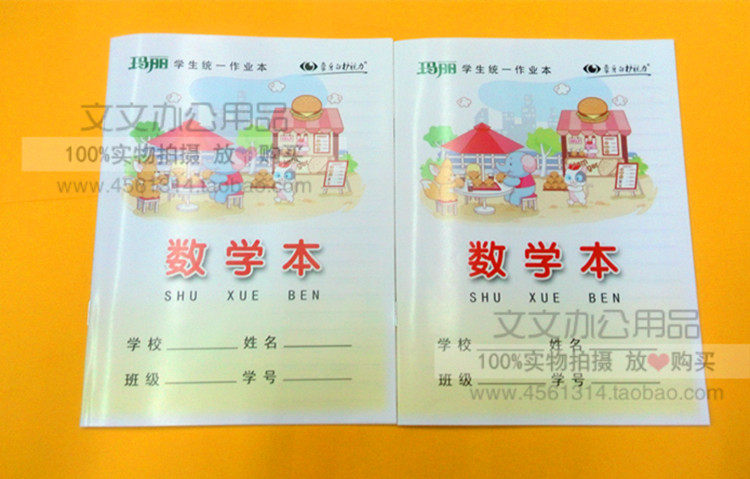 玛丽 学生统一作业本
玛丽 学生统一作业本
文文办公用品
100%实物拍摄 放❤购买
www.4561314.taobao.com
数学本
SHU XUE BEN
数学本
SHU XUE BEN
学校 姓名
班级 学号
文文办公用品
学校 姓名
100%实物拍摄 放❤购买
班级 学号
www.4561314.taobao.com